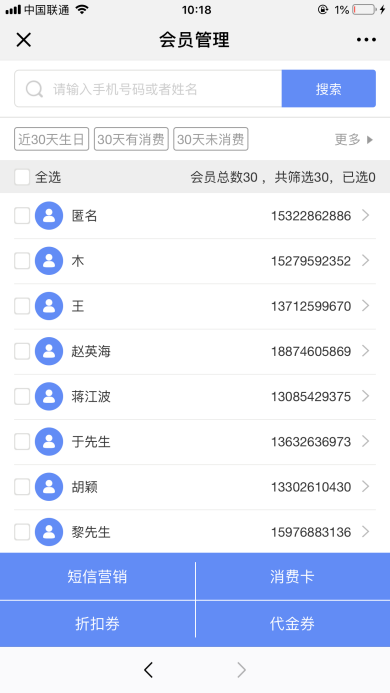 中国联通 10:18 1%
会员管理
请输入手机号码或者姓名 搜索
近30天生日 30天有消费 30天未消费 更多
全选 会员总数30 ，共筛选30，已选0
匿名 15322862886
木 15279592352
王 13712599670
赵英海 18874605869
蒋江波 13085429375
于先生 13632636973
胡颖 13302610430
黎先生 15976883136
短信营销 消费卡
折扣券 代金券